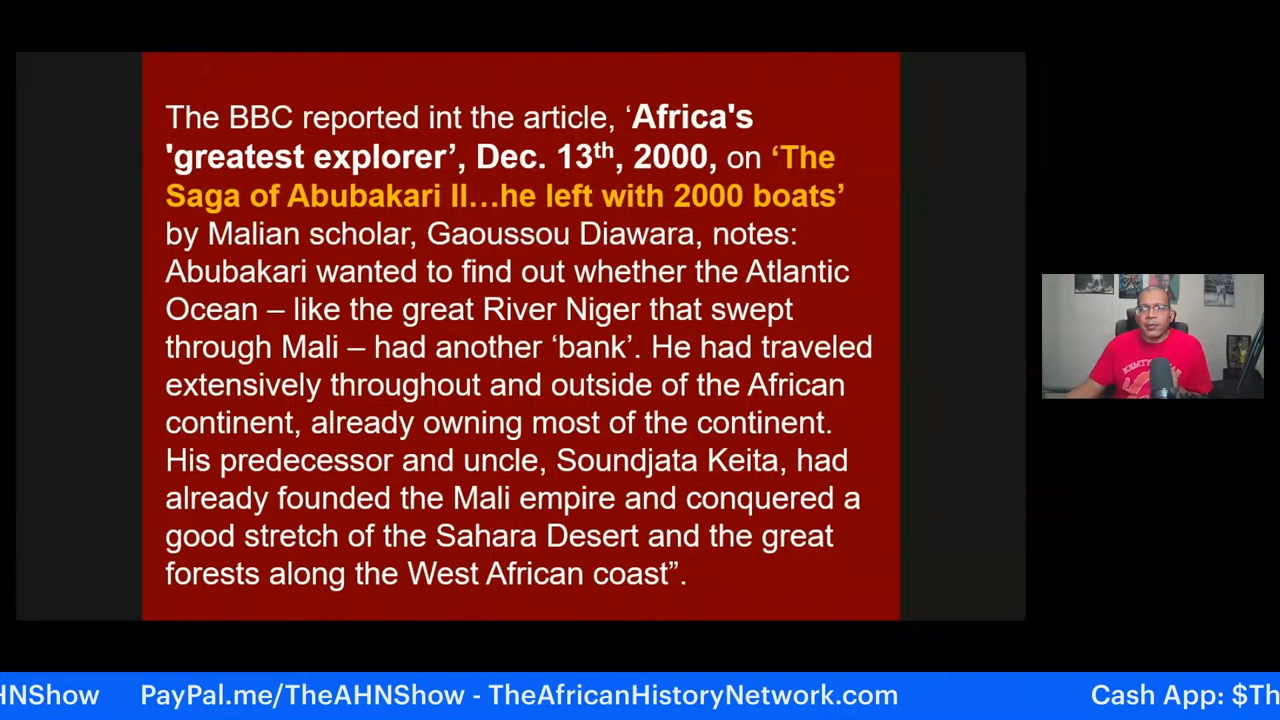 The BBC reported int the article, ‘Africa's
'greatest explorer’, Dec. 13th, 2000, on ‘The
Saga of Abubakari II…he left with 2000 boats’
by Malian scholar, Gaoussou Diawara, notes:
Abubakari wanted to find out whether the Atlantic
Ocean – like the great River Niger that swept
through Mali – had another ‘bank’. He had traveled
extensively throughout and outside of the African
continent, already owning most of the continent.
His predecessor and uncle, Soundjata Keita, had
already founded the Mali empire and conquered a
good stretch of the Sahara Desert and the great
forests along the West African coast”.
HNShow PayPal.me/TheAHNShow - TheAfricanHistoryNetwork.com Cash App: $Th